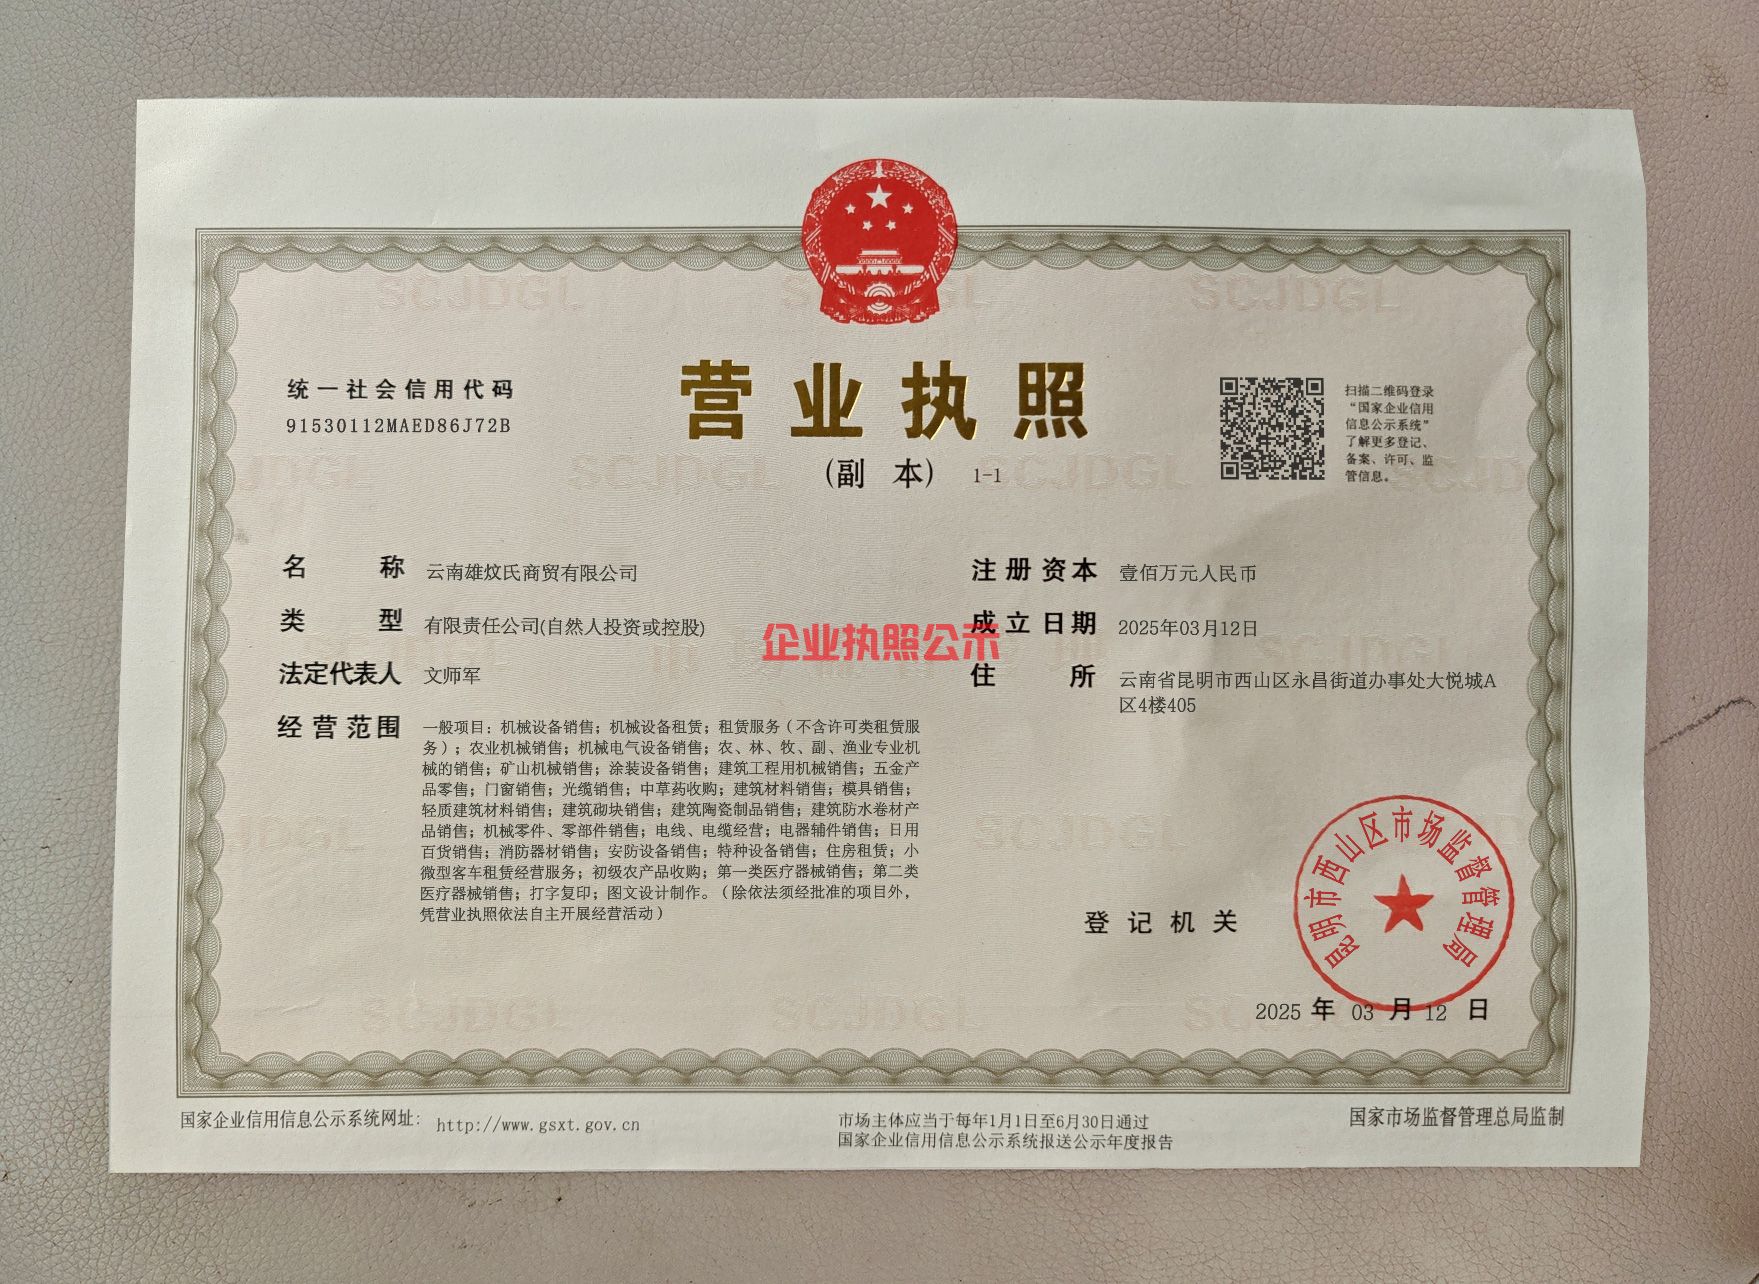 统一社会信用代码
91530112MAED86J72B
营业执照
(副 本) 1-1
扫描二维码登录
“国家企业信用
信息公示系统”
了解更多登记、
备案、许可、监
管信息。
名 称 云南雄炆氏商贸有限公司
类 型 有限责任公司(自然人投资或控股)
法定代表人 文师军
经营范围 一般项目：机械设备销售；机械设备租赁；租赁服务（不含许可类租赁服
务）；农业机械销售；机械电气设备销售；农、林、牧、副、渔业专业机
械的销售；矿山机械销售；涂装设备销售；建筑工程用机械销售；五金产
品零售；门窗销售；光缆销售；中草药收购；建筑材料销售；模具销售；
轻质建筑材料销售；建筑砌块销售；建筑陶瓷制品销售；建筑防水卷材产
品销售；机械零件、零部件销售；电线、电缆经营；电器辅件销售；日用
百货销售；消防器材销售；安防设备销售；特种设备销售；住房租赁；小
微型客车租赁经营服务；初级农产品收购；第一类医疗器械销售；第二类
医疗器械销售；打字复印；图文设计制作。（除依法须经批准的项目外，
凭营业执照依法自主开展经营活动）
注册资本 壹佰万元人民币
成立日期 2025年03月12日
住 所 云南省昆明市西山区永昌街道办事处大悦城A
区4楼405
企业执照公示
登记机关
昆明市西山区市场监督管理局
2025 年 03 月 12 日
国家企业信用信息公示系统网址： http://www.gsxt.gov.cn
市场主体应当于每年1月1日至6月30日通过
国家企业信用信息公示系统报送公示年度报告
国家市场监督管理总局监制
SCJDGL
SCJDGL
SCJDGL
SCJDGL
SCJDGL
SCJDGL
SCJDGL
SCJDGL